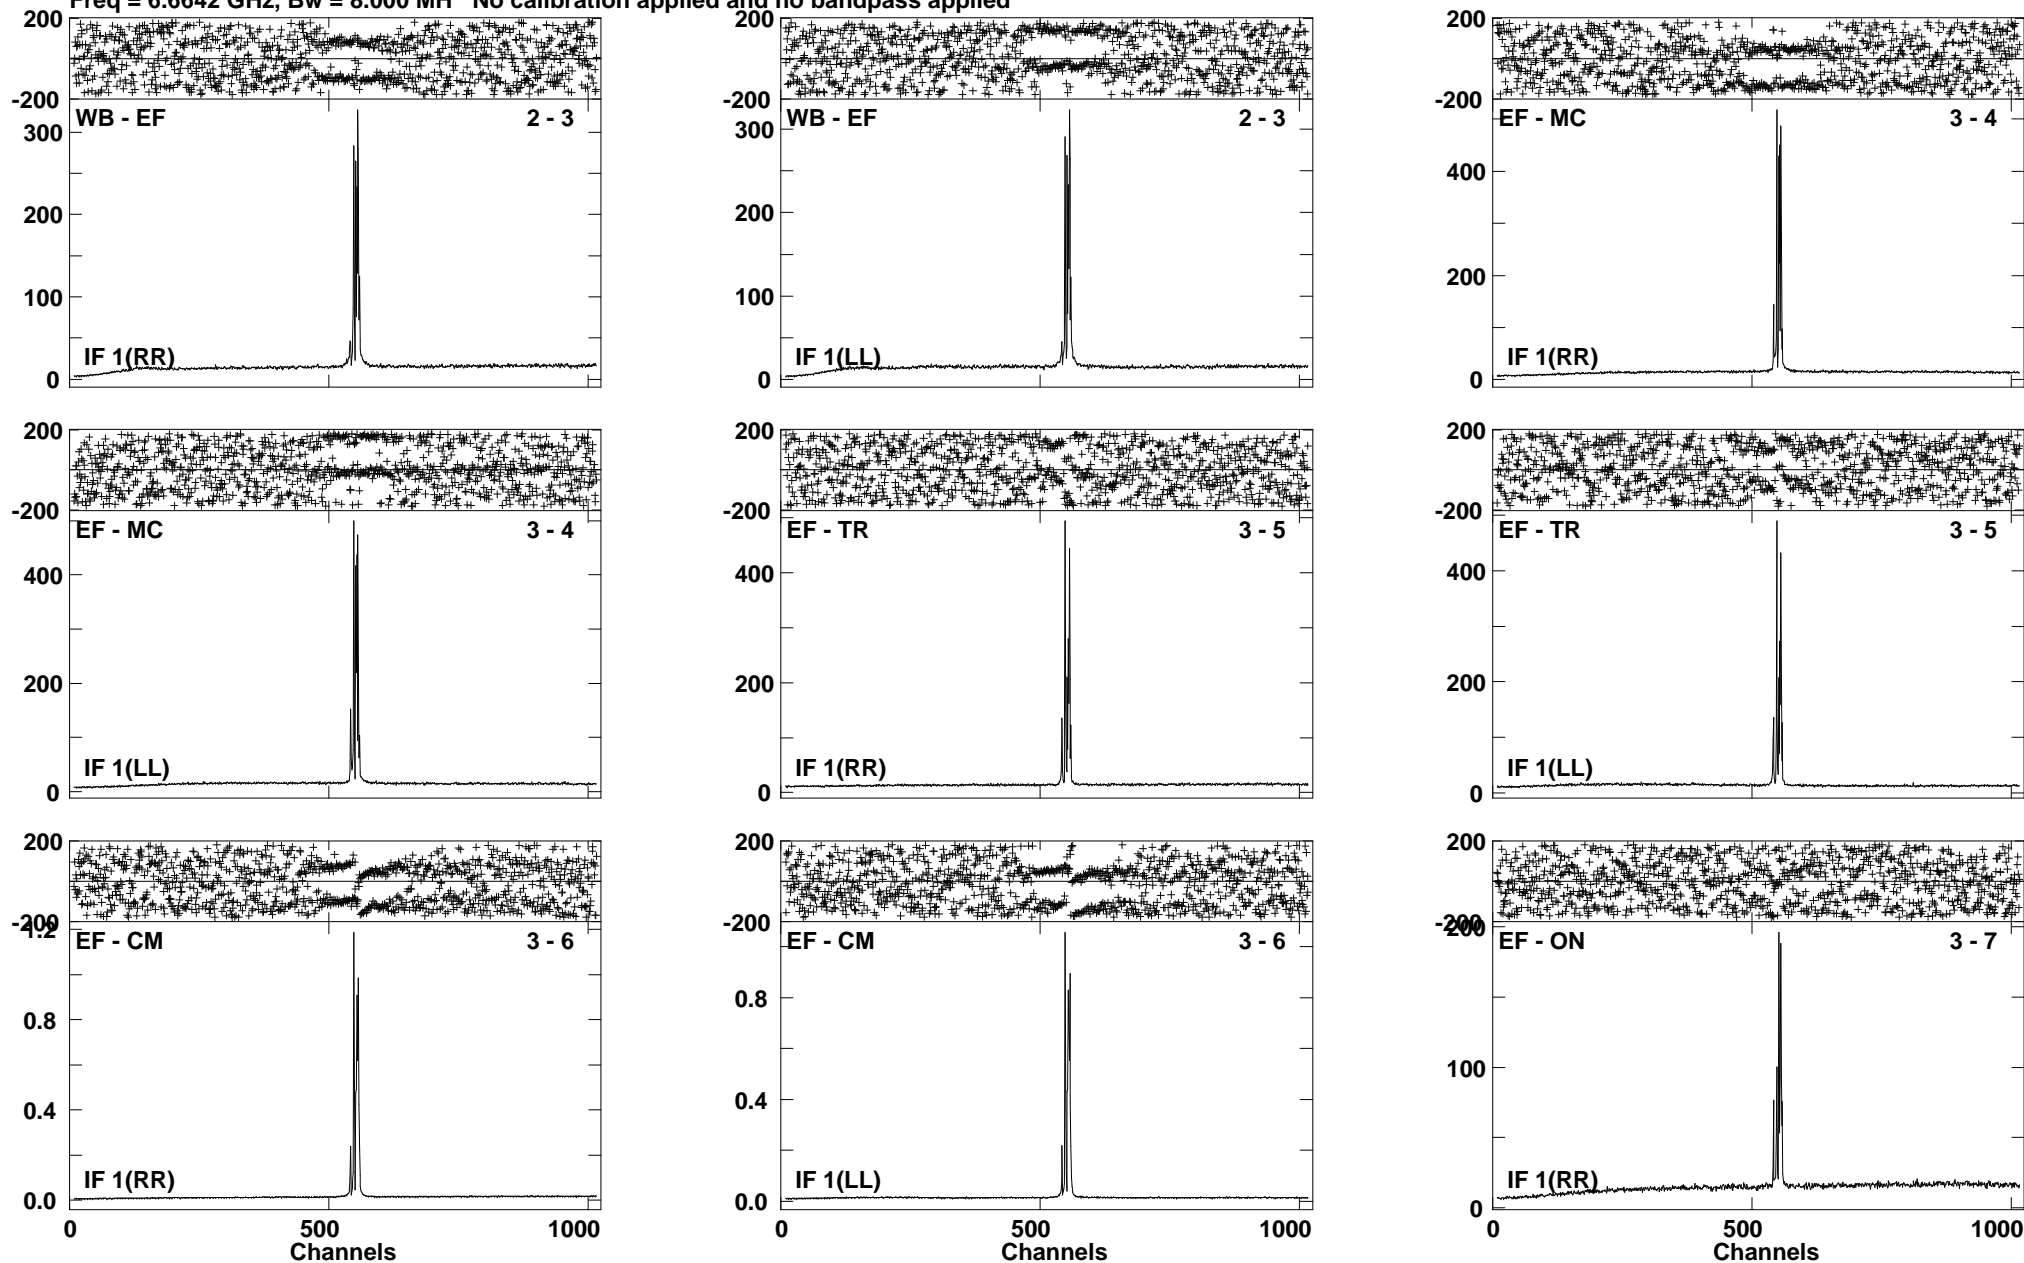 Freq = 6.6642 GHz, Bw = 8.000 MH No calibration applied and no bandpass applied
200
-200
WB - EF 2 - 3
300
200
100
0
IF 1(RR)
WB - EF 2 - 3
300
200
100
0
IF 1(LL)
200
-200
EF - MC 3 - 4
400
200
0
IF 1(RR)
200
-200
EF - MC 3 - 4
400
200
0
IF 1(LL)
200
-200
EF - TR 3 - 5
400
200
0
IF 1(RR)
200
-200
EF - TR 3 - 5
400
200
0
IF 1(LL)
200
-200
1.2
EF - CM 3 - 6
0.8
0.4
0.0
IF 1(RR)
0 500 1000
Channels
200
-200
EF - CM 3 - 6
0.8
0.4
0.0
IF 1(LL)
0 500 1000
200
-200
200
EF - ON 3 - 7
100
0
IF 1(RR)
0 500 1000
Channels